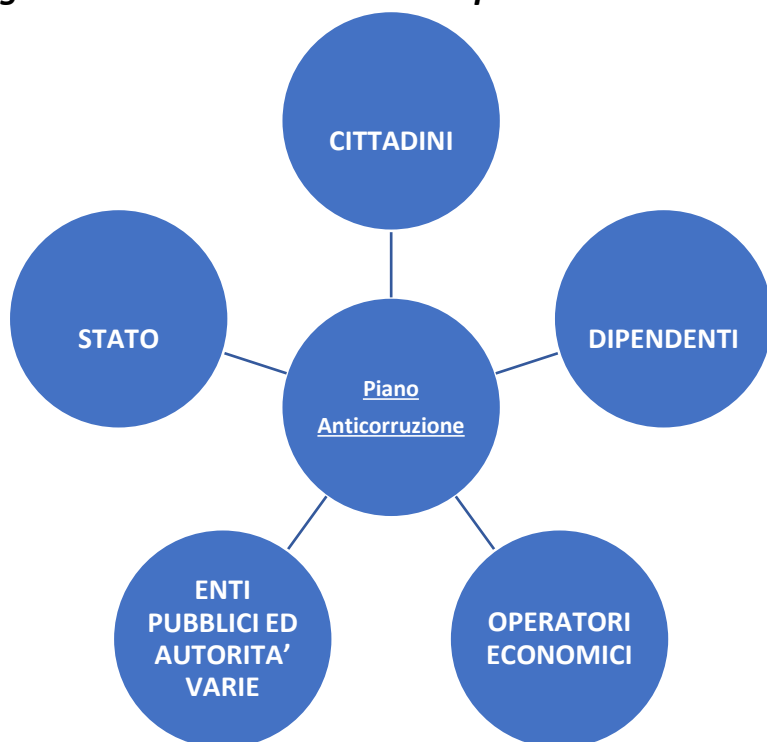 CITTADINI
STATO
DIPENDENTI
Piano
Anticorruzione
ENTI
PUBBLICI ED
AUTORITA’
VARIE
OPERATORI
ECONOMICI